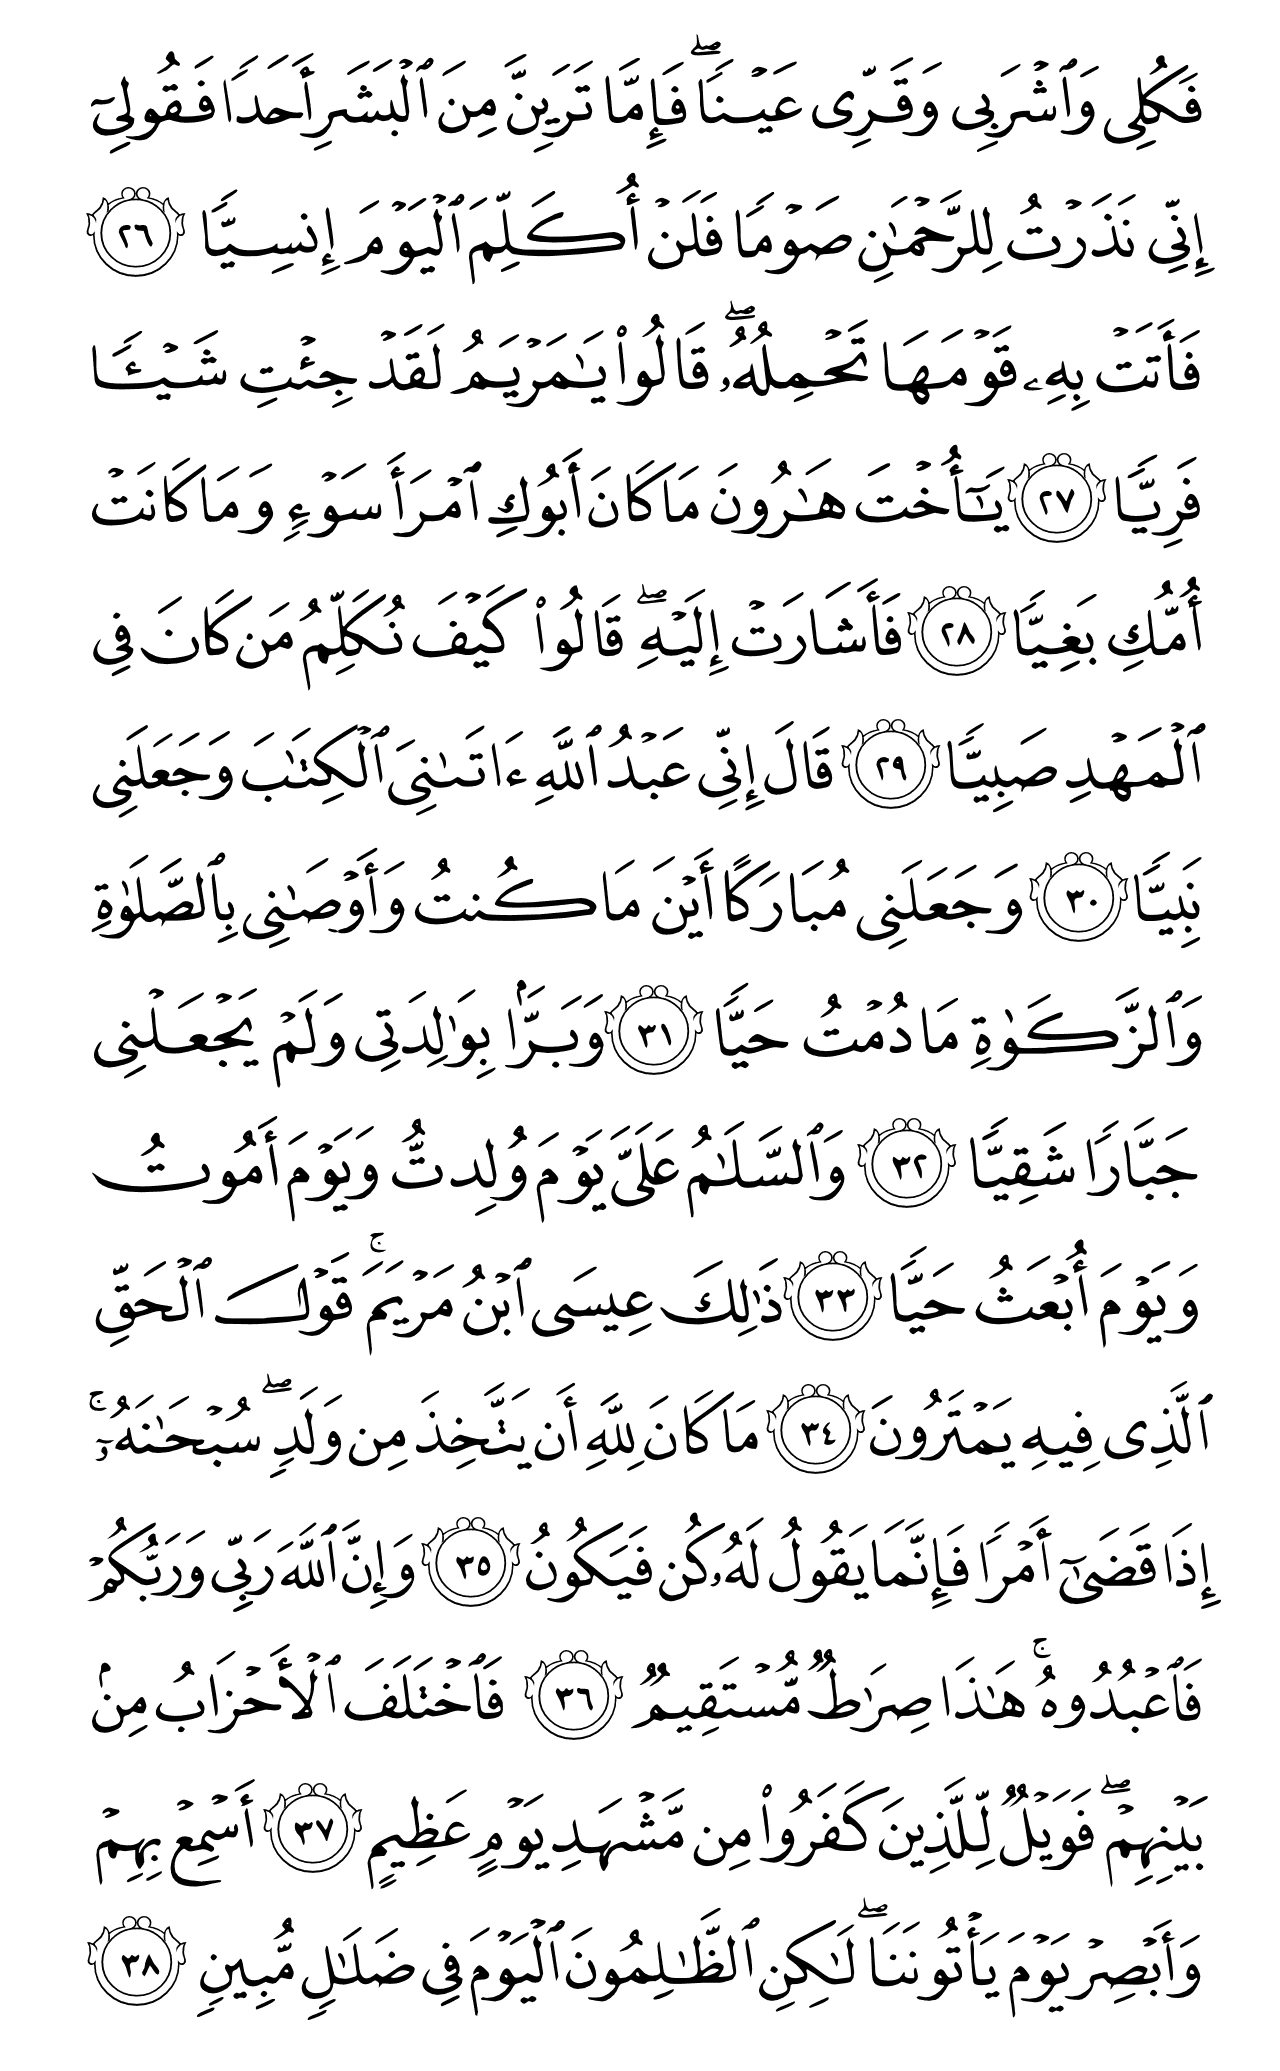 فَكُلِى وَٱشْرَبِى وَقَرِّى عَيْنًا ۖ فَإِمَّا تَرَيِنَّ مِنَ ٱلْبَشَرِ أَحَدًا فَقُولِىٓ
إِنِّى نَذَرْتُ لِلرَّحْمَـٰنِ صَوْمًا فَلَنْ أُكَلِّمَ ٱلْيَوْمَ إِنسِيًّا ٢٦
فَأَتَتْ بِهِۦ قَوْمَهَا تَحْمِلُهُۥ ۖ قَالُوا۟ يَـٰمَرْيَمُ لَقَدْ جِئْتِ شَيْـًٔا
فَرِيًّا ٢٧ يَـٰٓأُخْتَ هَـٰرُونَ مَا كَانَ أَبُوكِ ٱمْرَأَ سَوْءٍ وَمَا كَانَتْ
أُمُّكِ بَغِيًّا ٢٨ فَأَشَارَتْ إِلَيْهِ ۖ قَالُوا۟ كَيْفَ نُكَلِّمُ مَن كَانَ فِى
ٱلْمَهْدِ صَبِيًّا ٢٩ قَالَ إِنِّى عَبْدُ ٱللَّهِ ءَاتَىٰنِىَ ٱلْكِتَـٰبَ وَجَعَلَنِى
نَبِيًّا ٣٠ وَجَعَلَنِى مُبَارَكًا أَيْنَ مَا كُنتُ وَأَوْصَـٰنِى بِٱلصَّلَوٰةِ
وَٱلزَّكَوٰةِ مَا دُمْتُ حَيًّا ٣١ وَبَرًّۢا بِوَٰلِدَتِى وَلَمْ يَجْعَلْنِى
جَبَّارًا شَقِيًّا ٣٢ وَٱلسَّلَـٰمُ عَلَىَّ يَوْمَ وُلِدتُّ وَيَوْمَ أَمُوتُ
وَيَوْمَ أُبْعَثُ حَيًّا ٣٣ ذَٰلِكَ عِيسَى ٱبْنُ مَرْيَمَ ۚ قَوْلَ ٱلْحَقِّ
ٱلَّذِى فِيهِ يَمْتَرُونَ ٣٤ مَا كَانَ لِلَّهِ أَن يَتَّخِذَ مِن وَلَدٍ ۖ سُبْحَـٰنَهُۥٓ ۚ
إِذَا قَضَىٰٓ أَمْرًا فَإِنَّمَا يَقُولُ لَهُۥ كُن فَيَكُونُ ٣٥ وَإِنَّ ٱللَّهَ رَبِّى وَرَبُّكُمْ
فَٱعْبُدُوهُ ۚ هَـٰذَا صِرَٰطٌ مُّسْتَقِيمٌ ٣٦ فَٱخْتَلَفَ ٱلْأَحْزَابُ مِنۢ
بَيْنِهِمْ ۖ فَوَيْلٌ لِّلَّذِينَ كَفَرُوا۟ مِن مَّشْهَدِ يَوْمٍ عَظِيمٍ ٣٧ أَسْمِعْ بِهِمْ
وَأَبْصِرْ يَوْمَ يَأْتُونَنَا ۖ لَـٰكِنِ ٱلظَّـٰلِمُونَ ٱلْيَوْمَ فِى ضَلَـٰلٍ مُّبِينٍ ٣٨